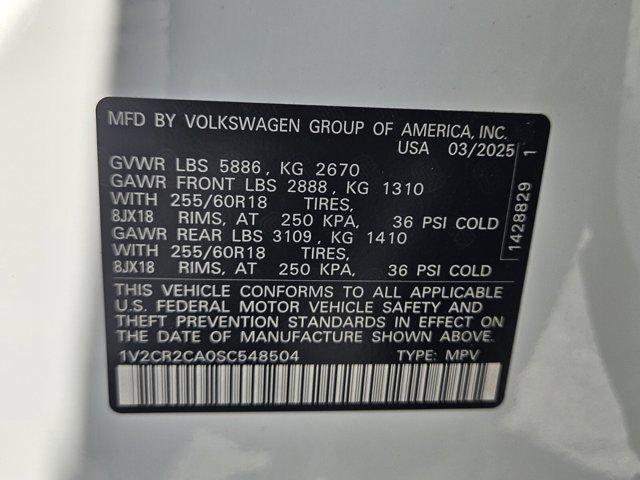 MFD BY VOLKSWAGEN GROUP OF AMERICA, INC.
USA 03/2025
GVWR LBS 5886, KG 2670
GAWR FRONT LBS 2888, KG 1310
WITH 255/60R18 TIRES,
8JX18 RIMS, AT 250 KPA, 36 PSI COLD
GAWR REAR LBS 3109, KG 1410
WITH 255/60R18 TIRES,
8JX18 RIMS, AT 250 KPA, 36 PSI COLD
THIS VEHICLE CONFORMS TO ALL APPLICABLE
U.S. FEDERAL MOTOR VEHICLE SAFETY AND
THEFT PREVENTION STANDARDS IN EFFECT ON
THE DATE OF MANUFACTURE SHOWN ABOVE.
1V2CR2CA0SC548504 TYPE: MPV
1428829 1